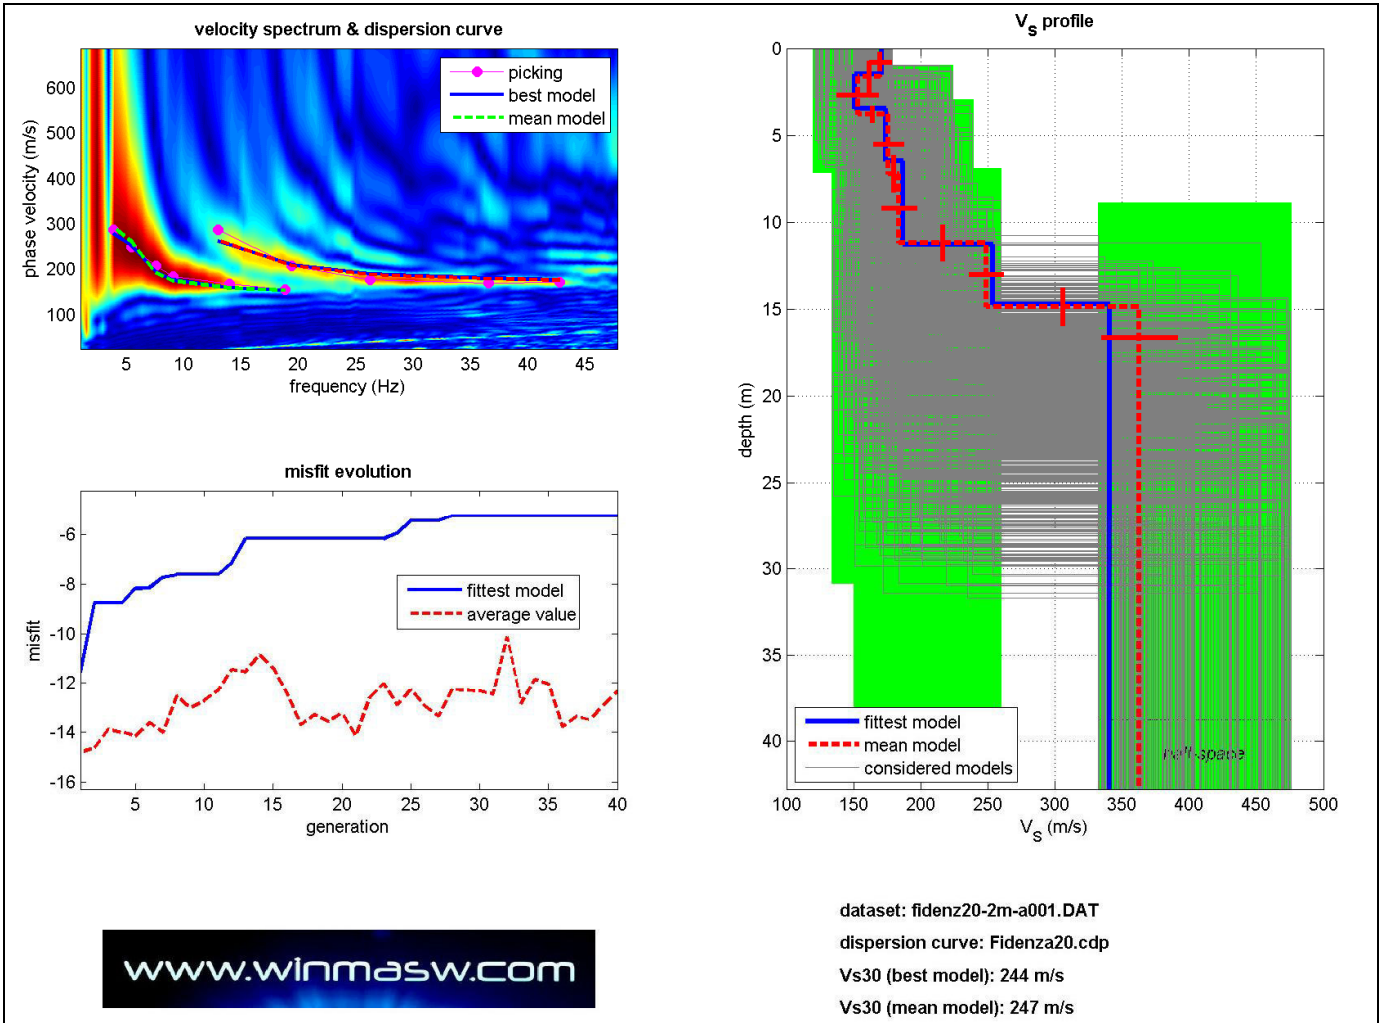 velocity spectrum & dispersion curve
phase velocity (m/s)
600
500
400
300
200
100
picking
best model
mean model
5 10 15 20 25 30 35 40 45
frequency (Hz)
misfit evolution
misfit
-6
-8
-10
-12
-14
-16
fittest model
average value
5 10 15 20 25 30 35 40
generation
www.winmasw.com
VS profile
depth (m)
0
5
10
15
20
25
30
35
40
half-space
fittest model
mean model
considered models
100 150 200 250 300 350 400 450 500
VS (m/s)
dataset: fidenz20-2m-a001.DAT
dispersion curve: Fidenza20.cdp
Vs30 (best model): 244 m/s
Vs30 (mean model): 247 m/s